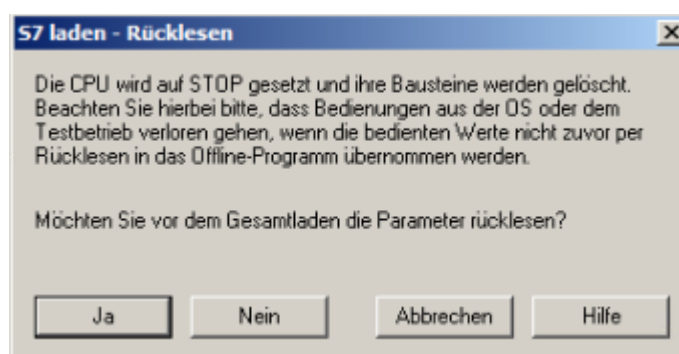 S7 laden - Rücklesen
Die CPU wird auf STOP gesetzt und ihre Bausteine werden gelöscht.
Beachten Sie hierbei bitte, dass Bedienungen aus der OS oder dem
Testbetrieb verloren gehen, wenn die bedienten Werte nicht zuvor per
Rücklesen in das Offline-Programm übernommen werden.
Möchten Sie vor dem Gesamtladen die Parameter rücklesen?
Ja
Nein
Abbrechen
Hilfe